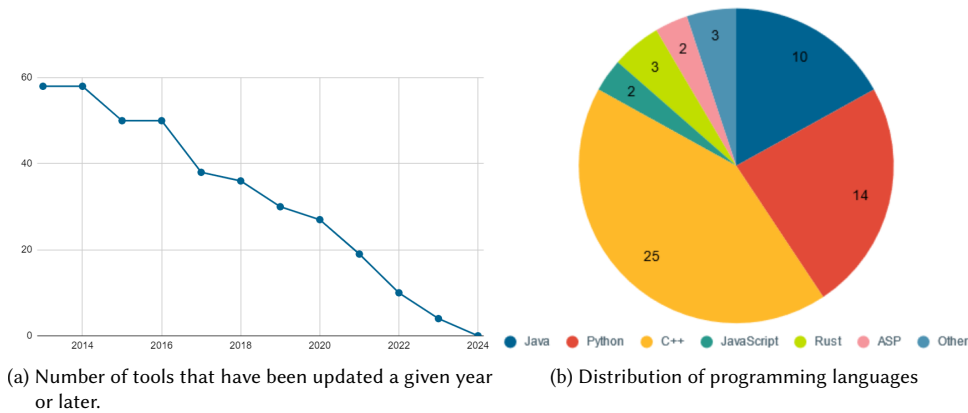 60
40
20
0
2014 2016 2018 2020 2022 2024
(a) Number of tools that have been updated a given year
or later.
3
10
2
3
2
14
25
Java Python C++ JavaScript Rust ASP Other
(b) Distribution of programming languages